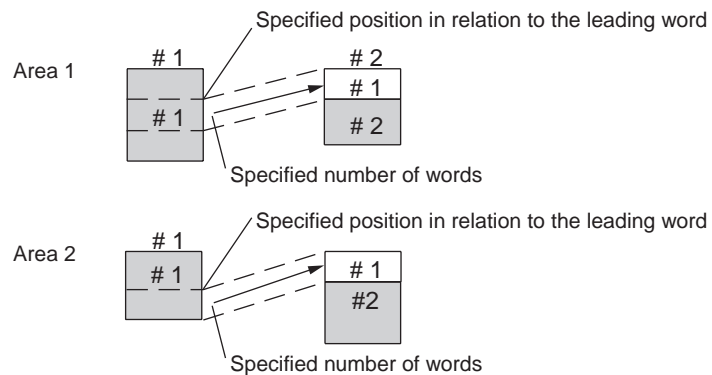 Specified position in relation to the leading word
Area 1
# 1
# 2
# 1
# 1
# 2
Specified number of words
Specified position in relation to the leading word
Area 2
# 1
# 1
# 1
#2
Specified number of words